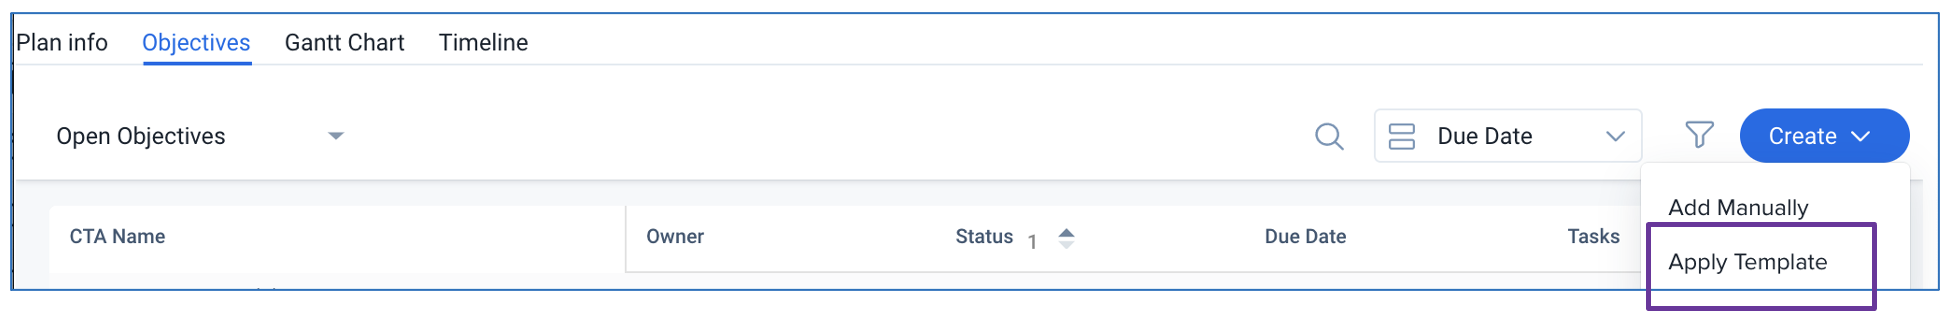 Plan info Objectives Gantt Chart Timeline
Open Objectives Due Date Create
Add Manually
CTA Name Owner Status 1 Due Date Tasks
Apply Template